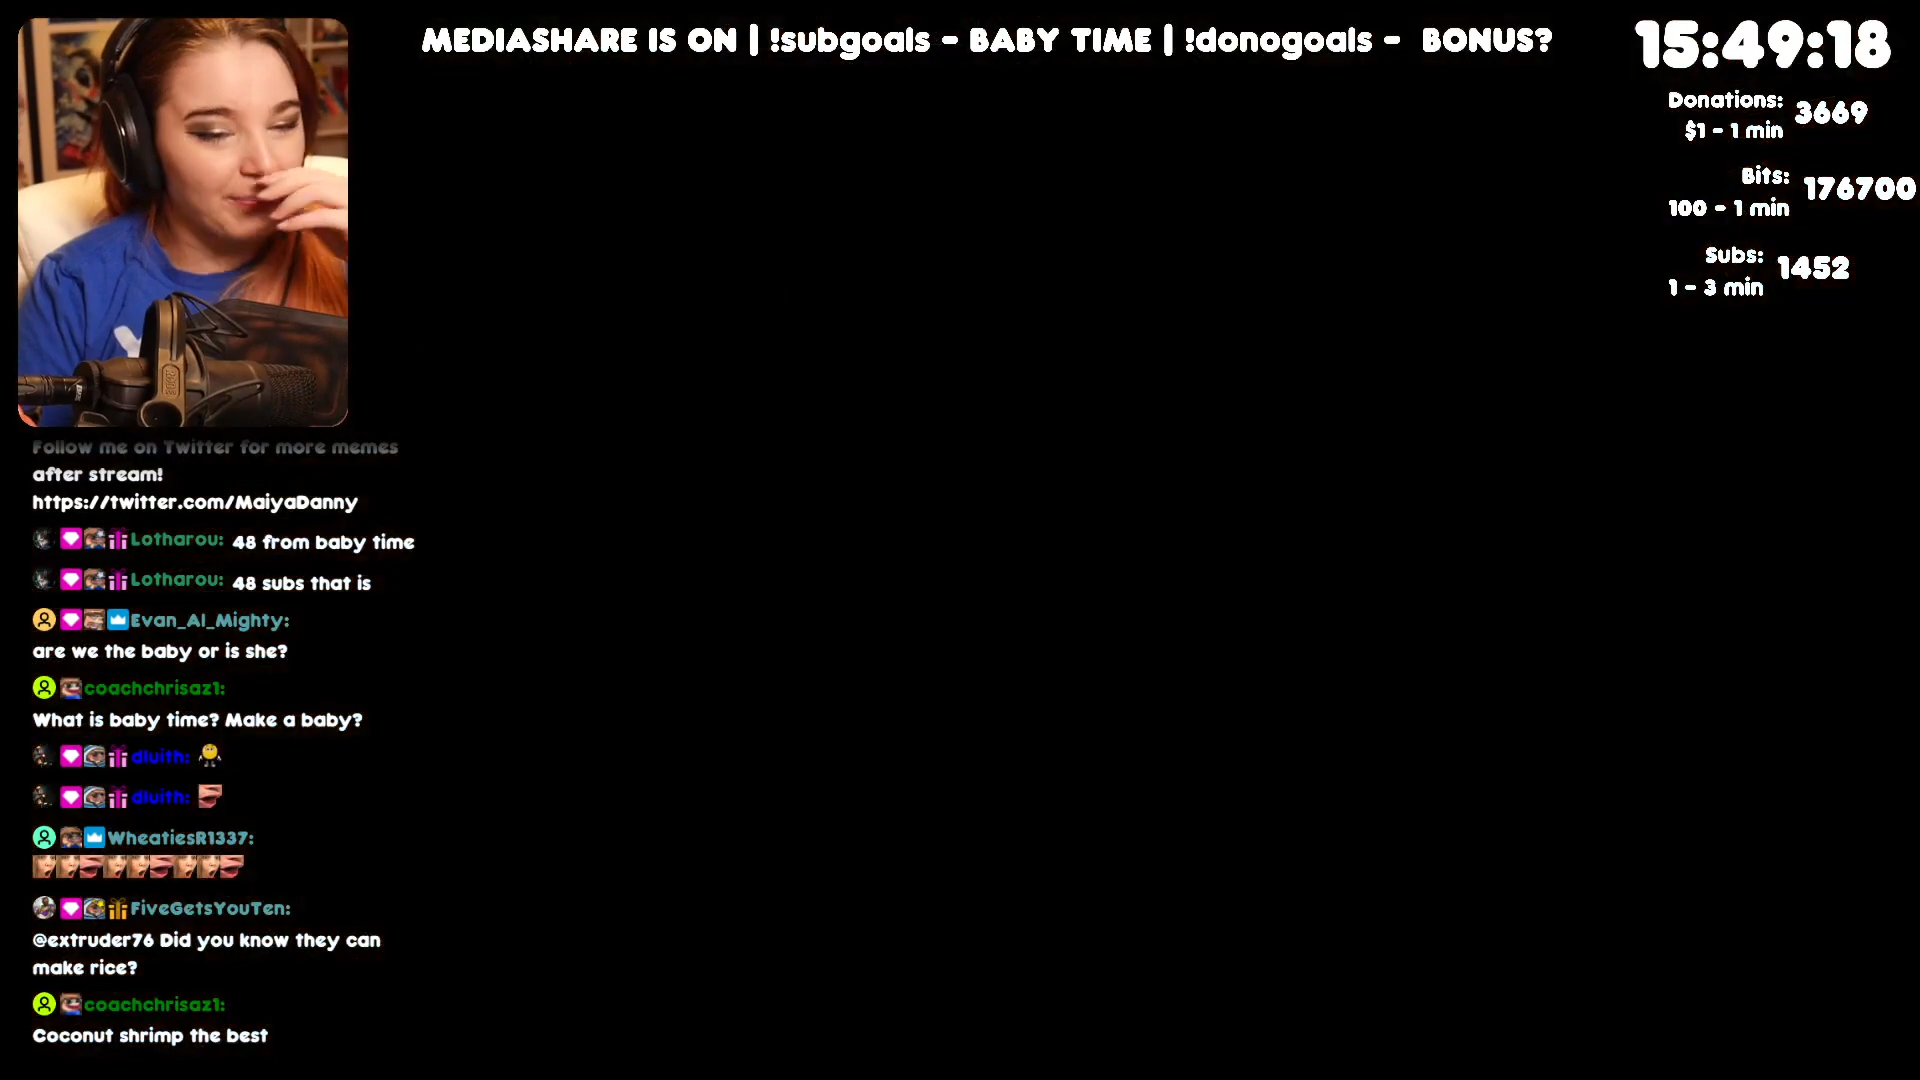 MEDIASHARE IS ON | !subgoals - BABY TIME | !donogoals -  BONUS?
15:49:18
Donations: 3669
$1 - 1 min
Bits: 176700
100 - 1 min
Subs: 1452
1 - 3 min
Follow me on Twitter for more memes
after stream!
https://twitter.com/MaiyaDanny
Lotharou: 48 from baby time
Lotharou: 48 subs that is
Evan_Al_Mighty:
are we the baby or is she?
coachchrisaz1:
What is baby time? Make a baby?
dluith:
dluith:
WheatiesR1337:
FiveGetsYouTen:
@extruder76 Did you know they can
make rice?
coachchrisaz1:
Coconut shrimp the best